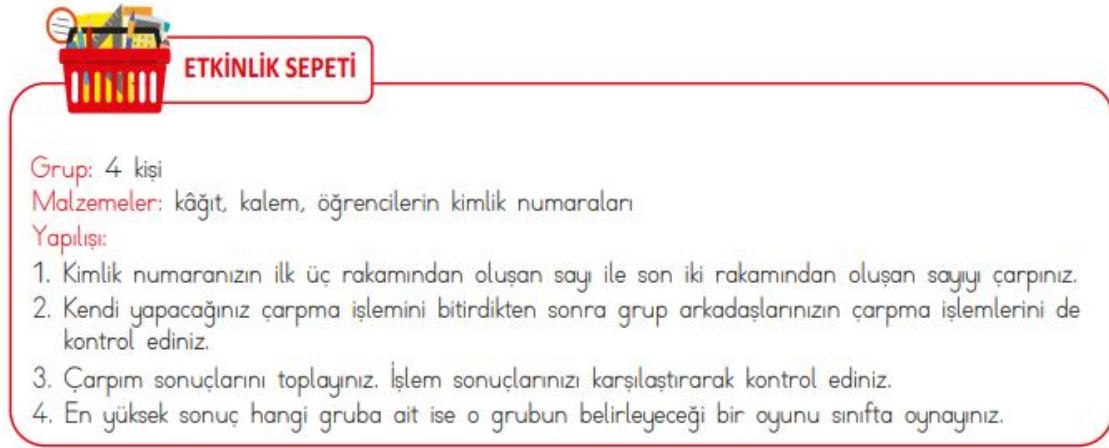 ETKİNLİK SEPETİ
Grup: 4 kişi
Malzemeler: kâğıt, kalem, öğrencilerin kimlik numaraları
Yapılışı:
1. Kimlik numaranızın ilk üç rakamından oluşan sayı ile son iki rakamından oluşan sayıyı çarpınız.
2. Kendi yapacağınız çarpma işlemini bitirdikten sonra grup arkadaşlarınızın çarpma işlemlerini de
kontrol ediniz.
3. Çarpım sonuçlarını toplayınız. İşlem sonuçlarınızı karşılaştırarak kontrol ediniz.
4. En yüksek sonuç hangi gruba ait ise o grubun belirleyeceği bir oyunu sınıfta oynayınız.